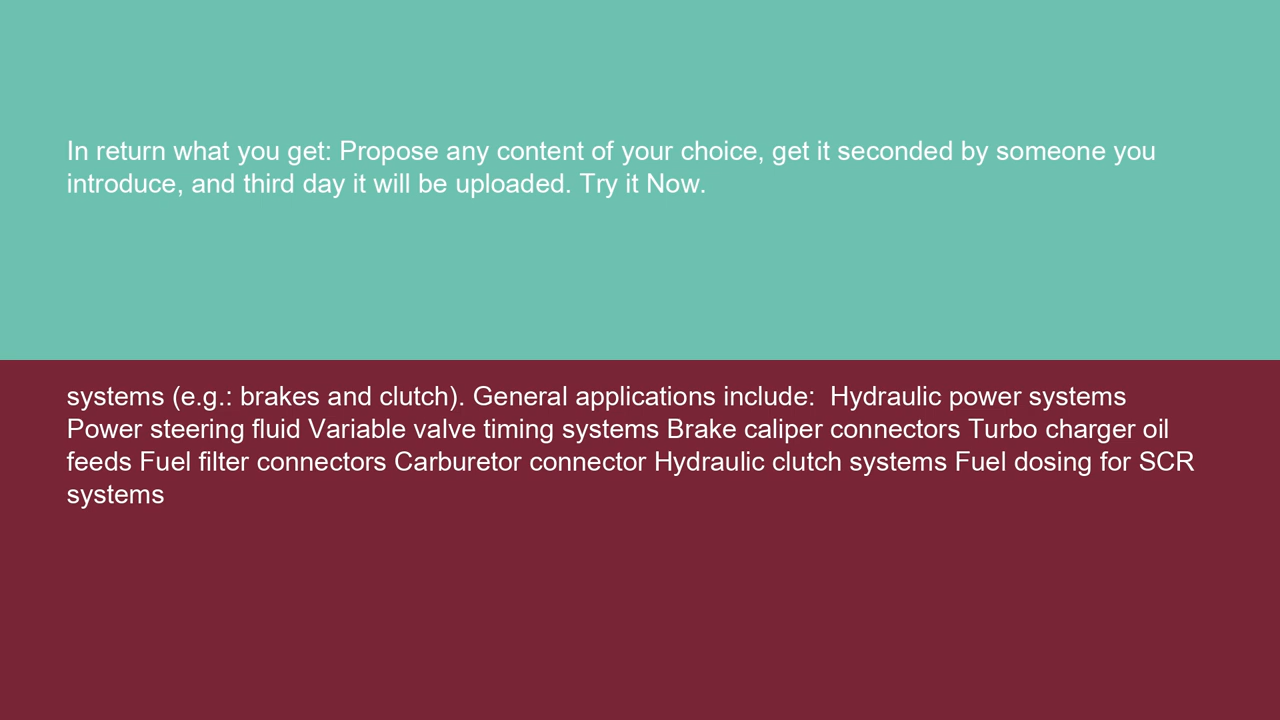 In return what you get: Propose any content of your choice, get it seconded by someone you
introduce, and third day it will be uploaded. Try it Now.
systems (e.g.: brakes and clutch). General applications include:  Hydraulic power systems
Power steering fluid Variable valve timing systems Brake caliper connectors Turbo charger oil
feeds Fuel filter connectors Carburetor connector Hydraulic clutch systems Fuel dosing for SCR
systems